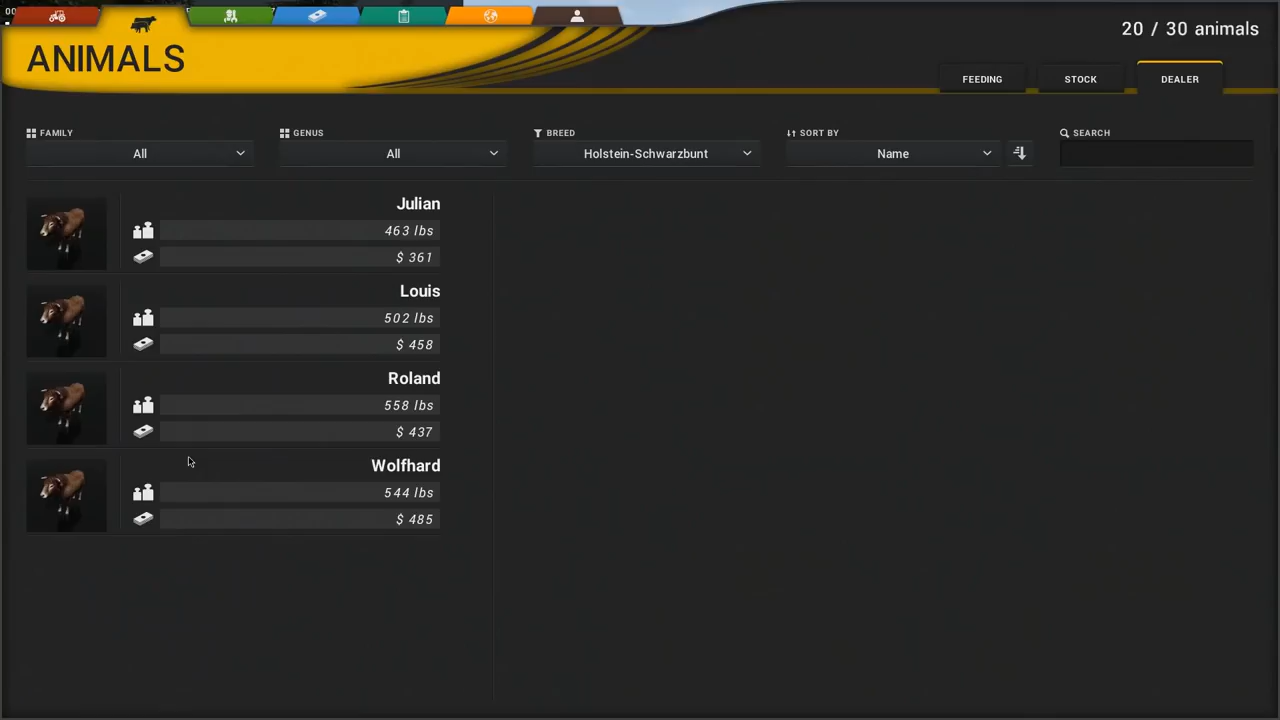 20 / 30 animals
ANIMALS
FEEDING
STOCK
DEALER
FAMILY
GENUS
BREED
SORT BY
SEARCH
All
All
Holstein-Schwarzbunt
Name
Julian
463 lbs
$ 361
Louis
502 lbs
$ 458
Roland
558 lbs
$ 437
Wolfhard
544 lbs
$ 485